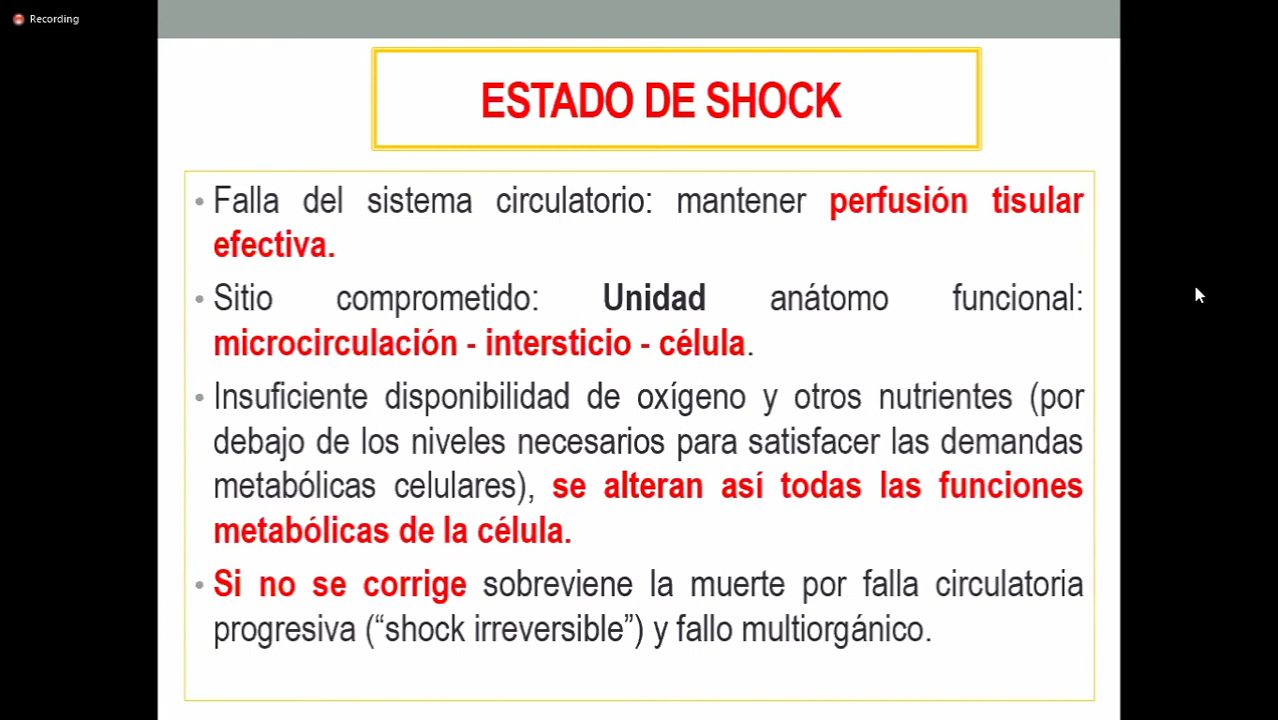 Recording
ESTADO DE SHOCK
• Falla del sistema circulatorio: mantener perfusión tisular
efectiva.
• Sitio comprometido: Unidad anátomo funcional:
microcirculación - intersticio - célula.
• Insuficiente disponibilidad de oxígeno y otros nutrientes (por
debajo de los niveles necesarios para satisfacer las demandas
metabólicas celulares), se alteran así todas las funciones
metabólicas de la célula.
• Si no se corrige sobreviene la muerte por falla circulatoria
progresiva (“shock irreversible”) y fallo multiorgánico.